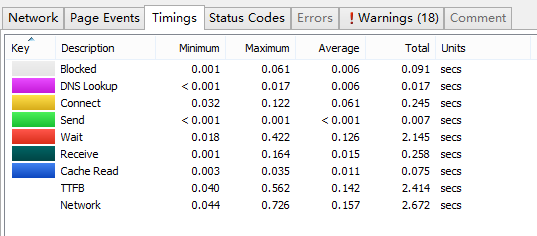 Network Page Events Timings Status Codes Errors ! Warnings (18) Comment
Key Description Minimum Maximum Average Total Units
Blocked 0.001 0.061 0.006 0.091 secs
DNS Lookup < 0.001 0.017 0.006 0.017 secs
Connect 0.032 0.122 0.061 0.245 secs
Send < 0.001 0.001 < 0.001 0.007 secs
Wait 0.018 0.422 0.126 2.145 secs
Receive 0.001 0.164 0.015 0.258 secs
Cache Read 0.003 0.035 0.011 0.075 secs
TTFB 0.040 0.562 0.142 2.414 secs
Network 0.044 0.726 0.157 2.672 secs